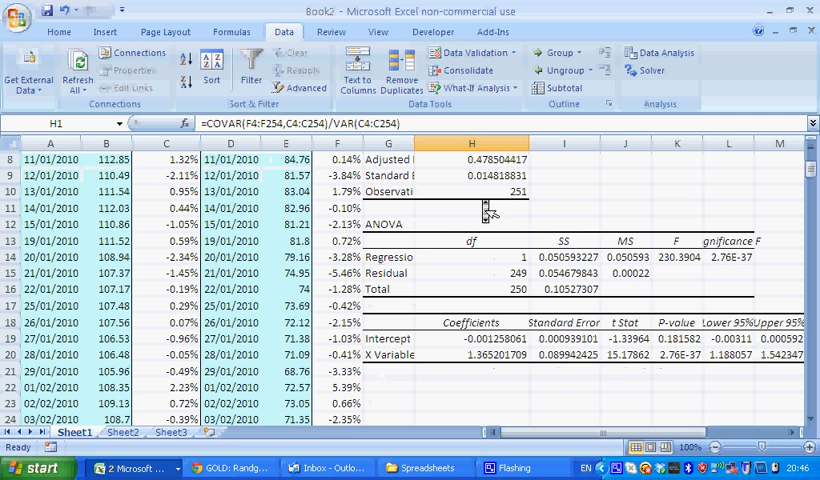 Book2 - Microsoft Excel non-commercial use
Home Insert Page Layout Formulas Data Review View Developer Add-Ins
Connections Clear Data Validation Group Data Analysis
Properties Reapply Consolidate Ungroup Solver
Get External Data Refresh All Edit Links Sort Filter Advanced Text to Columns Remove Duplicates What-If Analysis Subtotal
Connections Sort & Filter Data Tools Outline Analysis
H1 fx =COVAR(F4:F254,C4:C254)/VAR(C4:C254)
A B C D E F G H I J K L M
8 11/01/2010 112.85 1.32% 11/01/2010 84.76 0.14% Adjusted 0.478504417
9 12/01/2010 110.49 -2.11% 12/01/2010 81.57 -3.84% Standard E 0.014818831
10 13/01/2010 111.54 0.95% 13/01/2010 83.04 1.79% Observati 251
11 14/01/2010 112.03 0.44% 14/01/2010 82.96 -0.10%
12 15/01/2010 110.86 -1.05% 15/01/2010 81.21 -2.13% ANOVA
13 19/01/2010 111.52 0.59% 19/01/2010 81.8 0.72% df SS MS F gnificance F
14 20/01/2010 108.94 -2.34% 20/01/2010 79.16 -3.28% Regressio 1 0.050593227 0.050593 230.3904 2.76E-37
15 21/01/2010 107.37 -1.45% 21/01/2010 74.95 -5.46% Residual 249 0.054679843 0.00022
16 22/01/2010 107.17 -0.19% 22/01/2010 74 -1.28% Total 250 0.10527307
17 25/01/2010 107.48 0.29% 25/01/2010 73.69 -0.42%
18 26/01/2010 107.56 0.07% 26/01/2010 72.12 -2.15% Coefficients Standard Error t Stat P-value Lower 95% Upper 95%
19 27/01/2010 106.53 -0.96% 27/01/2010 71.38 -1.03% Intercept -0.001258061 0.000939101 -1.33964 0.181582 -0.00311 0.000592
20 28/01/2010 106.48 -0.05% 28/01/2010 71.09 -0.41% X Variable 1.365201709 0.089942425 15.17862 2.76E-37 1.188057 1.542347
21 29/01/2010 105.96 -0.49% 29/01/2010 68.76 -3.33%
22 01/02/2010 108.35 2.23% 01/02/2010 72.57 5.39%
23 02/02/2010 109.13 0.72% 02/02/2010 73.05 0.66%
24 03/02/2010 108.7 -0.39% 03/02/2010 71.35 -2.35%
Sheet1 Sheet2 Sheet3
Ready 100%
start 2 Microsoft ... GOLD: Randg... Inbox - Outlo... Spreadsheets Flashing EN 20:46